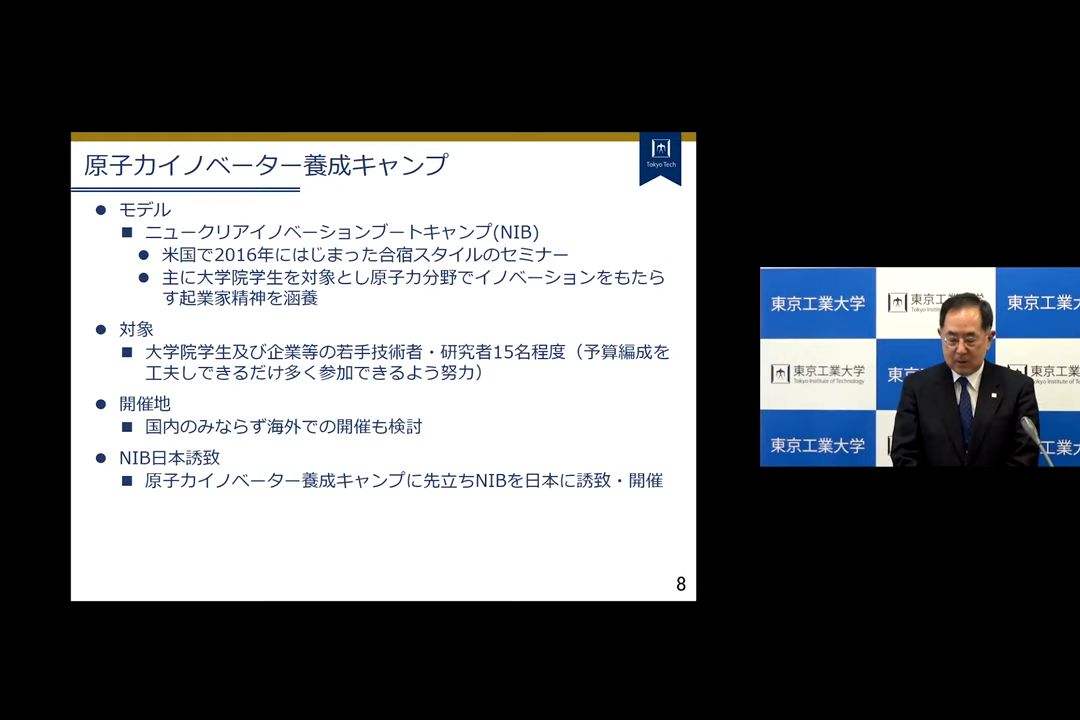 原子力イノベーター養成キャンプ
Tokyo Tech
● モデル
■ ニュークリアイノベーションブートキャンプ(NIB)
● 米国で2016年にはじまった合宿スタイルのセミナー
● 主に大学院学生を対象とし原子力分野でイノベーションをもたら
す起業家精神を涵養
● 対象
■ 大学院学生及び企業等の若手技術者・研究者15名程度（予算編成を
工夫しできるだけ多く参加できるよう努力）
● 開催地
■ 国内のみならず海外での開催も検討
● NIB日本誘致
■ 原子力イノベーター養成キャンプに先立ちNIBを日本に誘致・開催
8
東京工業大学
東京工
Tokyo Insti
東京工業大
東京工業大学
Tokyo Institute of Technology
東
東京工業
Tokyo Institute of Te
東京工業大学
工業大